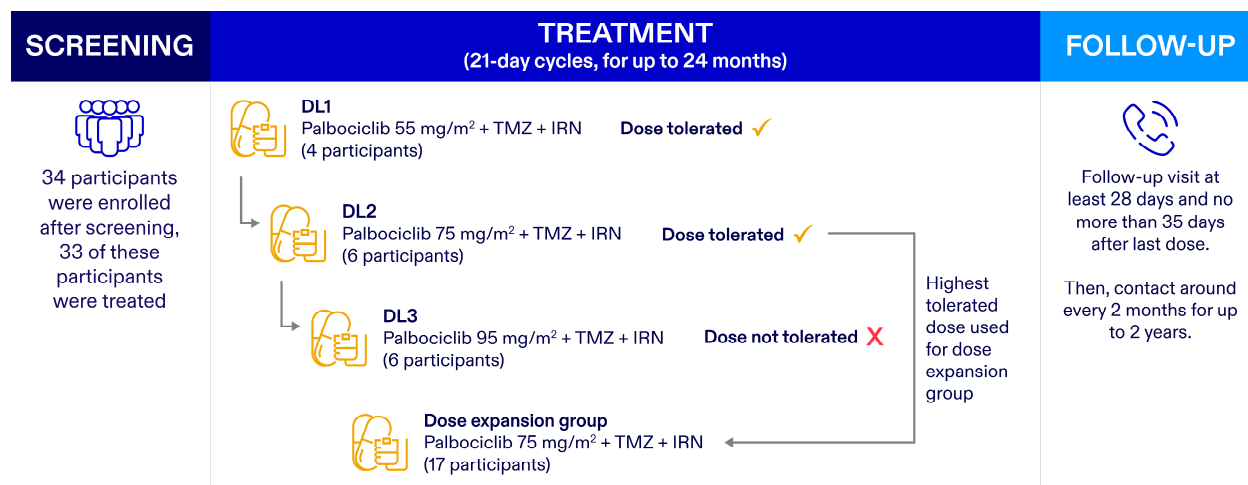 SCREENING
TREATMENT
(21-day cycles, for up to 24 months)
FOLLOW-UP
34 participants
were enrolled
after screening,
33 of these
participants
were treated
DL1
Palbociclib 55 mg/m² + TMZ + IRN
(4 participants)
Dose tolerated ✓
DL2
Palbociclib 75 mg/m² + TMZ + IRN
(6 participants)
Dose tolerated ✓
DL3
Palbociclib 95 mg/m² + TMZ + IRN
(6 participants)
Dose not tolerated X
Highest
tolerated
dose used
for dose
expansion
group
Dose expansion group
Palbociclib 75 mg/m² + TMZ + IRN
(17 participants)
Follow-up visit at
least 28 days and no
more than 35 days
after last dose.
Then, contact around
every 2 months for up
to 2 years.